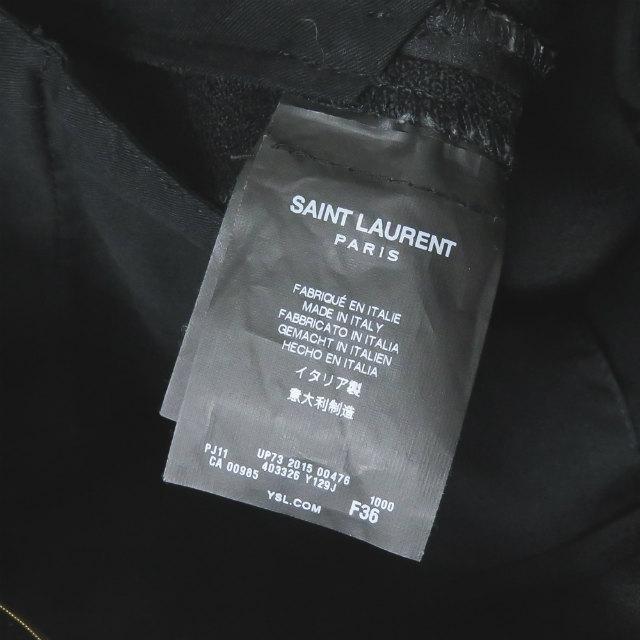 SAINT LAURENT
PARIS
FABRIQUÉ EN ITALIE
MADE IN ITALY
FABBRICATO IN ITALIA
GEMACHT IN ITALIEN
HECHO EN ITALIA
イタリア製
意大利制造
PJ11 UP73 2015 00476 1000
CA 00985 403326 Y129J F36
YSL.COM